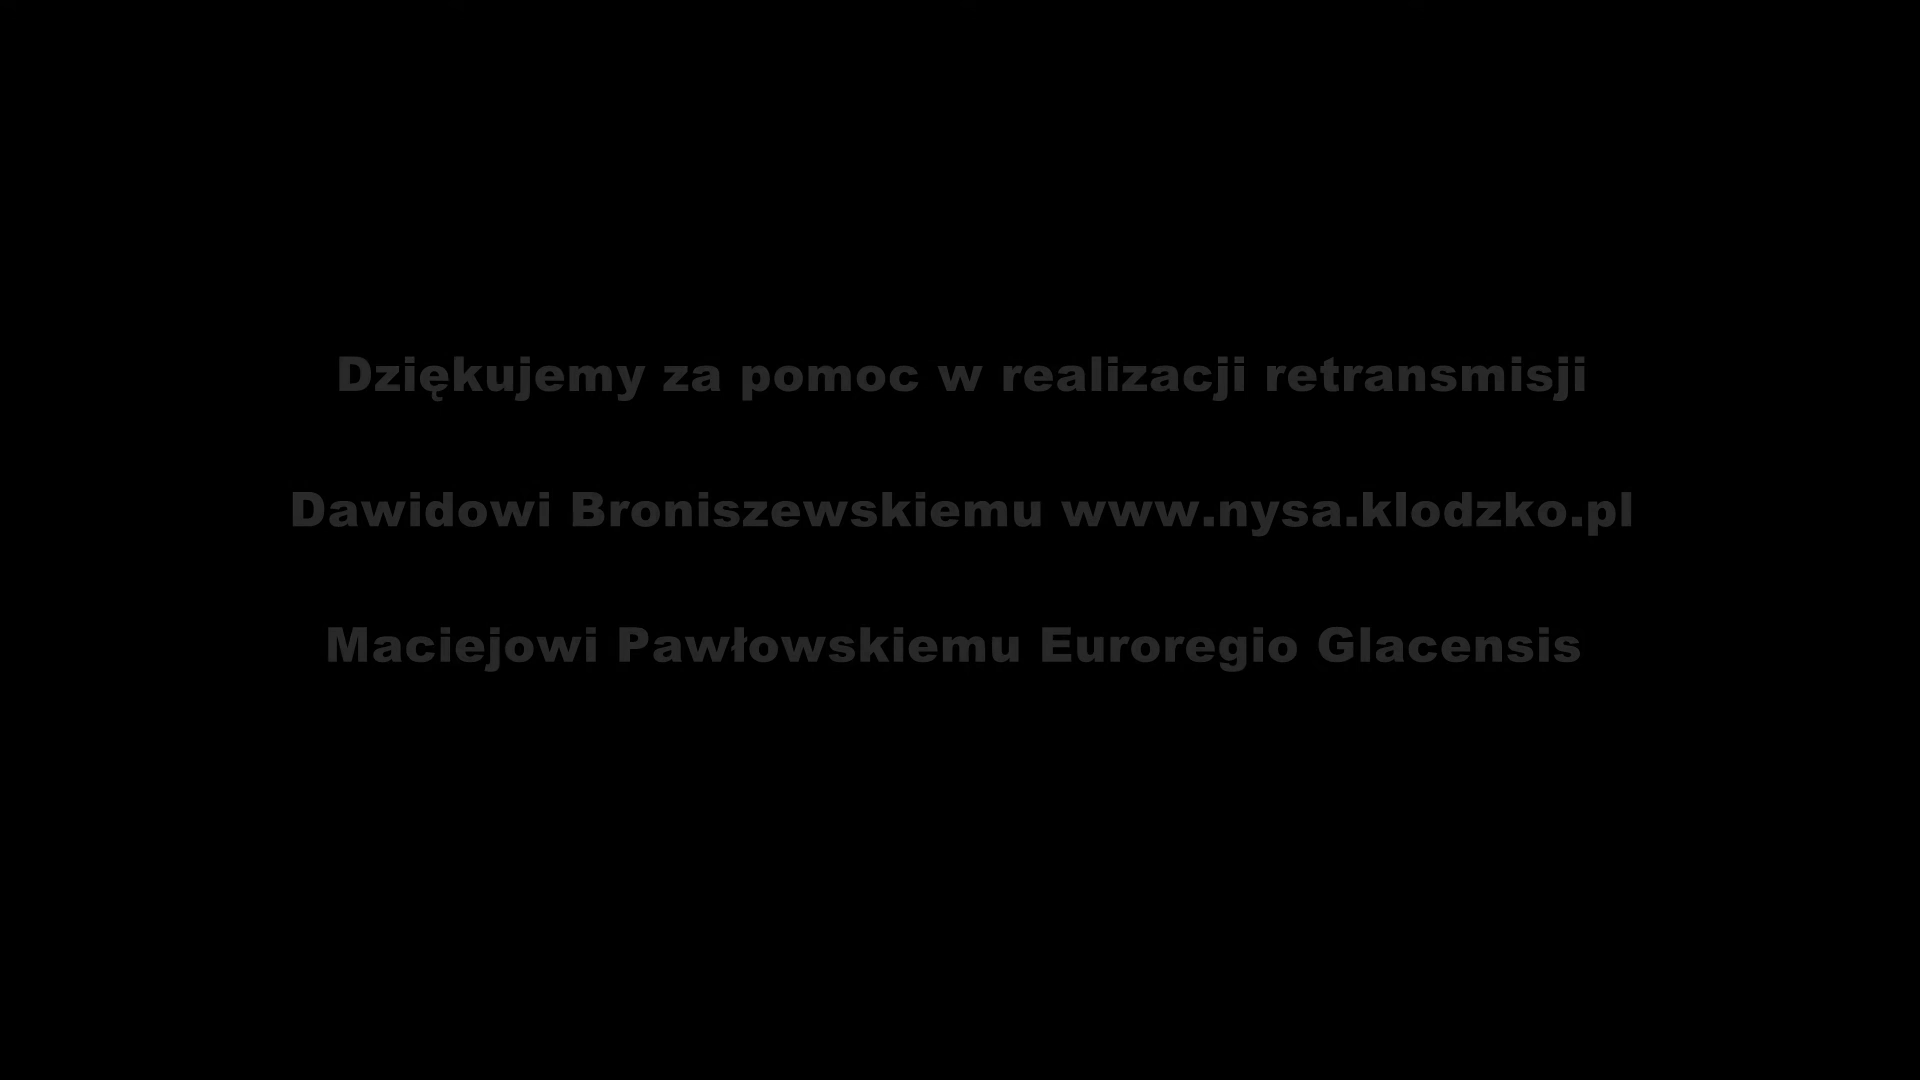 Dziękujemy za pomoc w realizacji retransmisji
Dawidowi Broniszewskiemu www.nysa.klodzko.pl
Maciejowi Pawłowskiemu Euroregio Glacensis